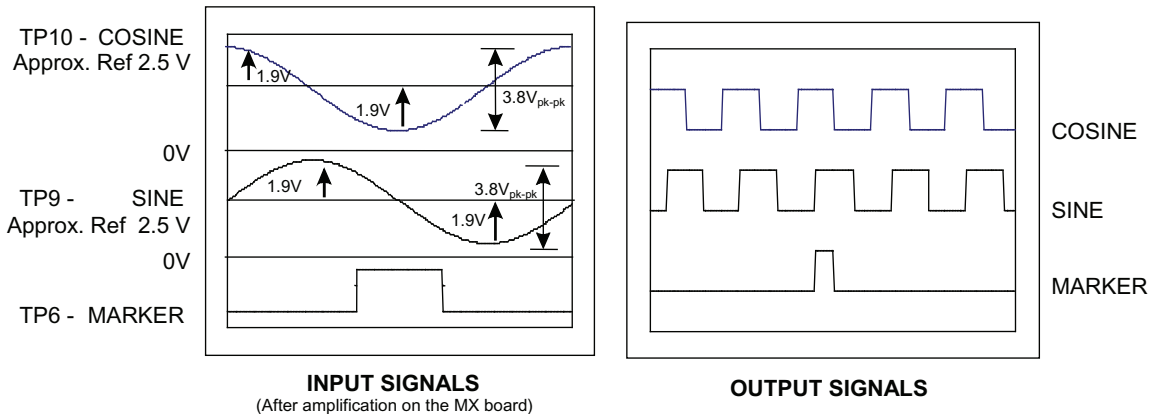 TP10 - COSINE
Approx. Ref 2.5 V
1.9V
1.9V
3.8Vpk-pk
0V
TP9 - SINE
Approx. Ref 2.5 V
1.9V
3.8Vpk-pk
1.9V
0V
TP6 - MARKER
INPUT SIGNALS
(After amplification on the MX board)
COSINE
SINE
MARKER
OUTPUT SIGNALS